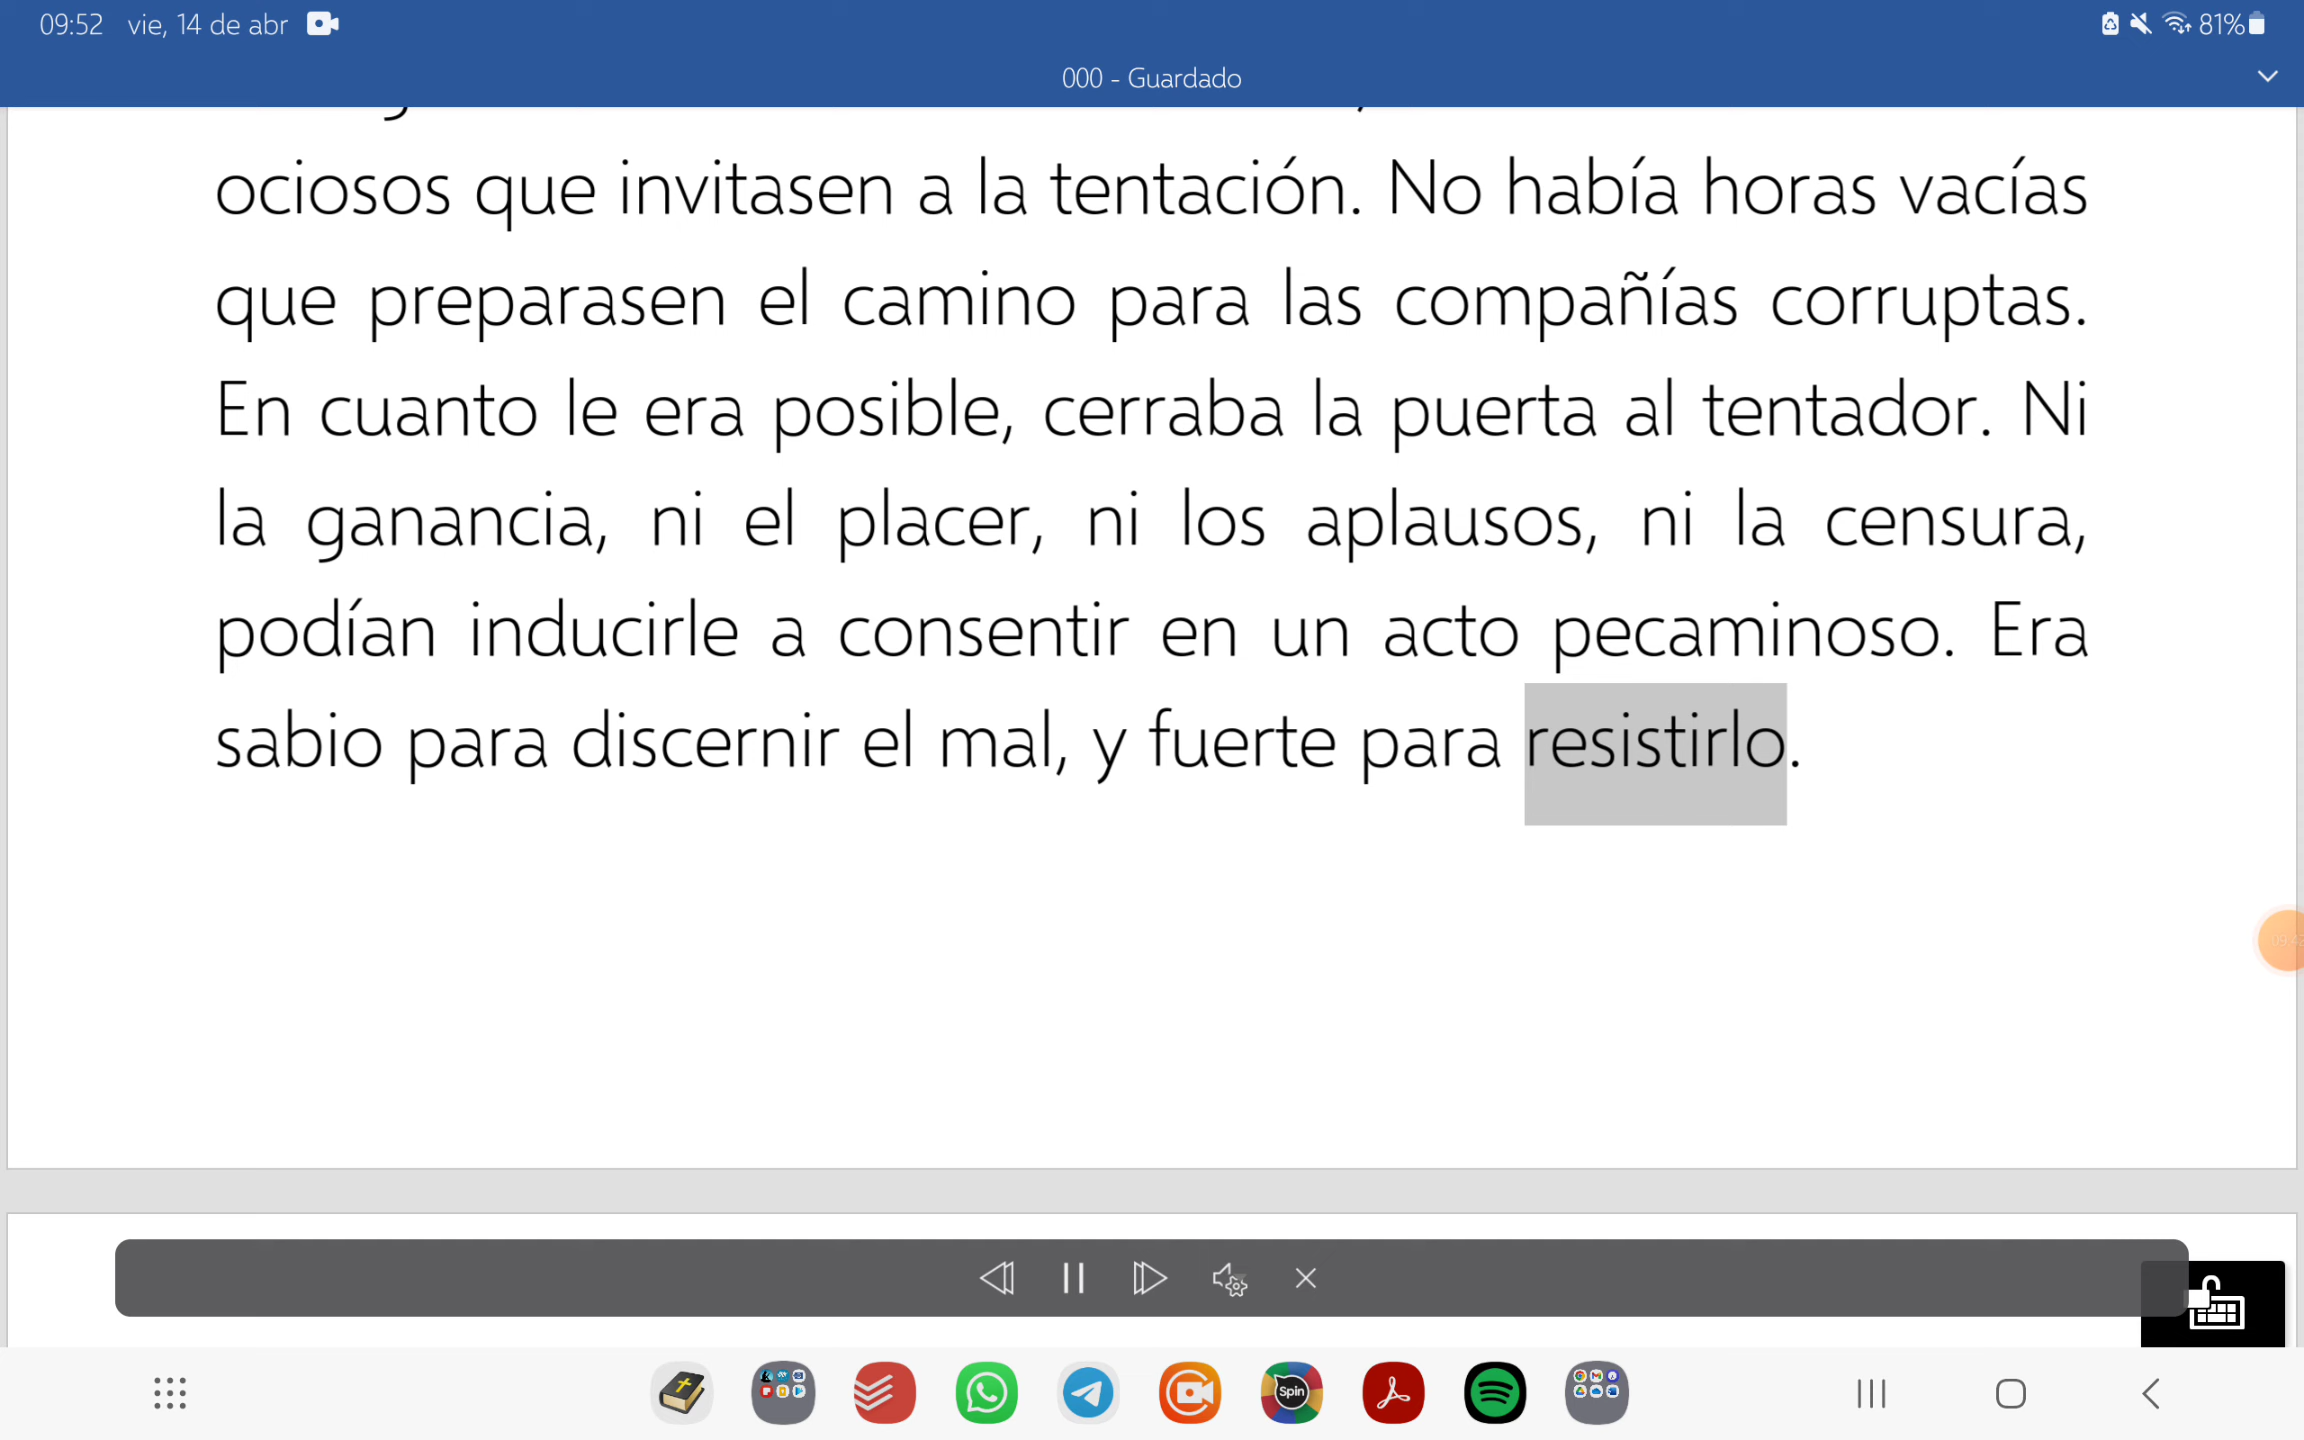 09:52 vie, 14 de abr
81%
000 - Guardado
ociosos que invitasen a la tentación. No había horas vacías
que preparasen el camino para las compañías corruptas.
En cuanto le era posible, cerraba la puerta al tentador. Ni
la ganancia, ni el placer, ni los aplausos, ni la censura,
podían inducirle a consentir en un acto pecaminoso. Era
sabio para discernir el mal, y fuerte para resistirlo.
Spin